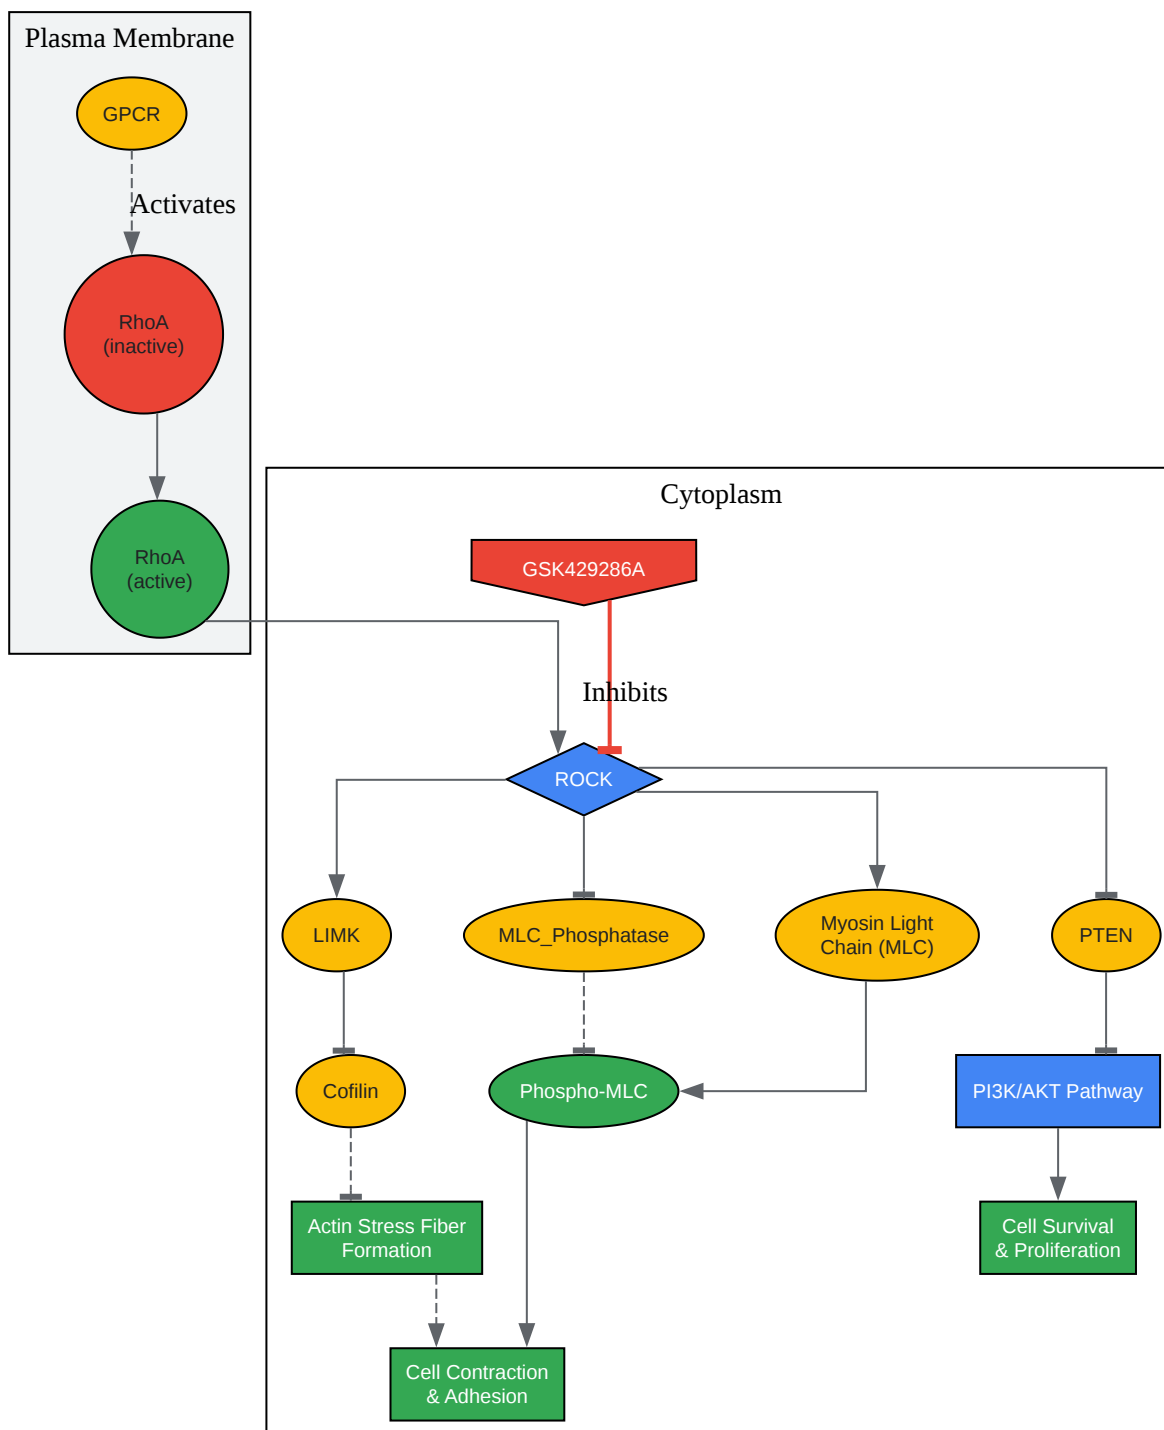 Plasma Membrane
GPCR
Activates
RhoA
(inactive)
RhoA
(active)
Cytoplasm
GSK429286A
Inhibits
ROCK
LIMK
MLC_Phosphatase
Myosin Light
Chain (MLC)
PTEN
Cofilin
Phospho-MLC
PI3K/AKT Pathway
Actin Stress Fiber
Formation
Cell Survival
& Proliferation
Cell Contraction
& Adhesion